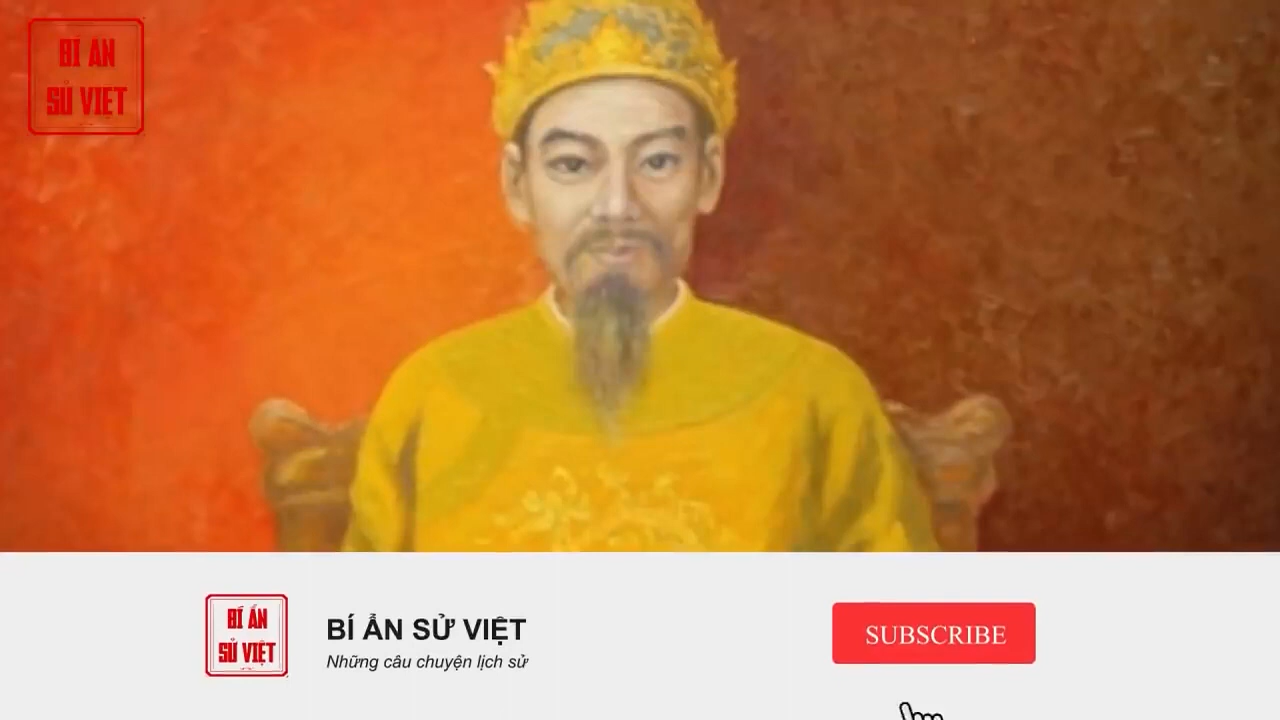 BÍ ẨN
SỬ VIỆT
BÍ ẨN
SỬ VIỆT
BÍ ẨN SỬ VIỆT
Những câu chuyện lịch sử
SUBSCRIBE